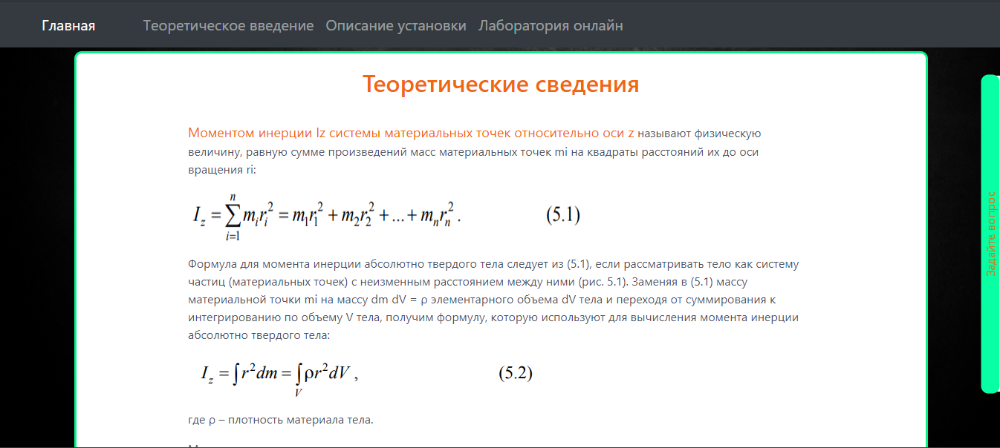 Главная Теоретическое введение Описание установки Лаборатория онлайн
Теоретические сведения
Моментом инерции Iz системы материальных точек относительно оси z называют физическую
величину, равную сумме произведений масс материальных точек mi на квадраты расстояний их до оси
вращения ri:
I_z = \sum_{i=1}^{n} m_i r_i^2 = m_1 r_1^2 + m_2 r_2^2 + ... + m_n r_n^2 . (5.1)
Формула для момента инерции абсолютно твердого тела следует из (5.1), если рассматривать тело как систему
частиц (материальных точек) с неизменным расстоянием между ними (рис. 5.1). Заменяя в (5.1) массу
материальной точки mi на массу dm dV = ρ элементарного объема dV тела и переходя от суммирования к
интегрированию по объему V тела, получим формулу, которую используют для вычисления момента инерции
абсолютно твердого тела:
I_z = \int r^2 dm = \int_V ρ r^2 dV , (5.2)
где ρ – плотность материала тела.
Задайте вопрос